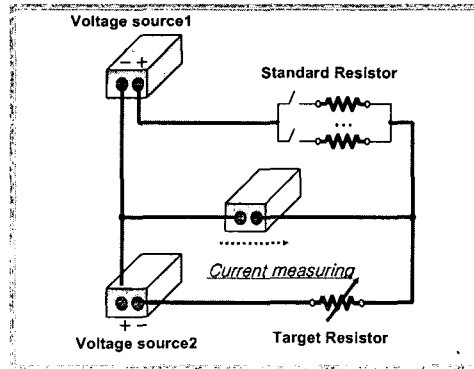 Voltage source1
− +
Standard Resistor
...
Current measuring
+ −
Voltage source2
Target Resistor